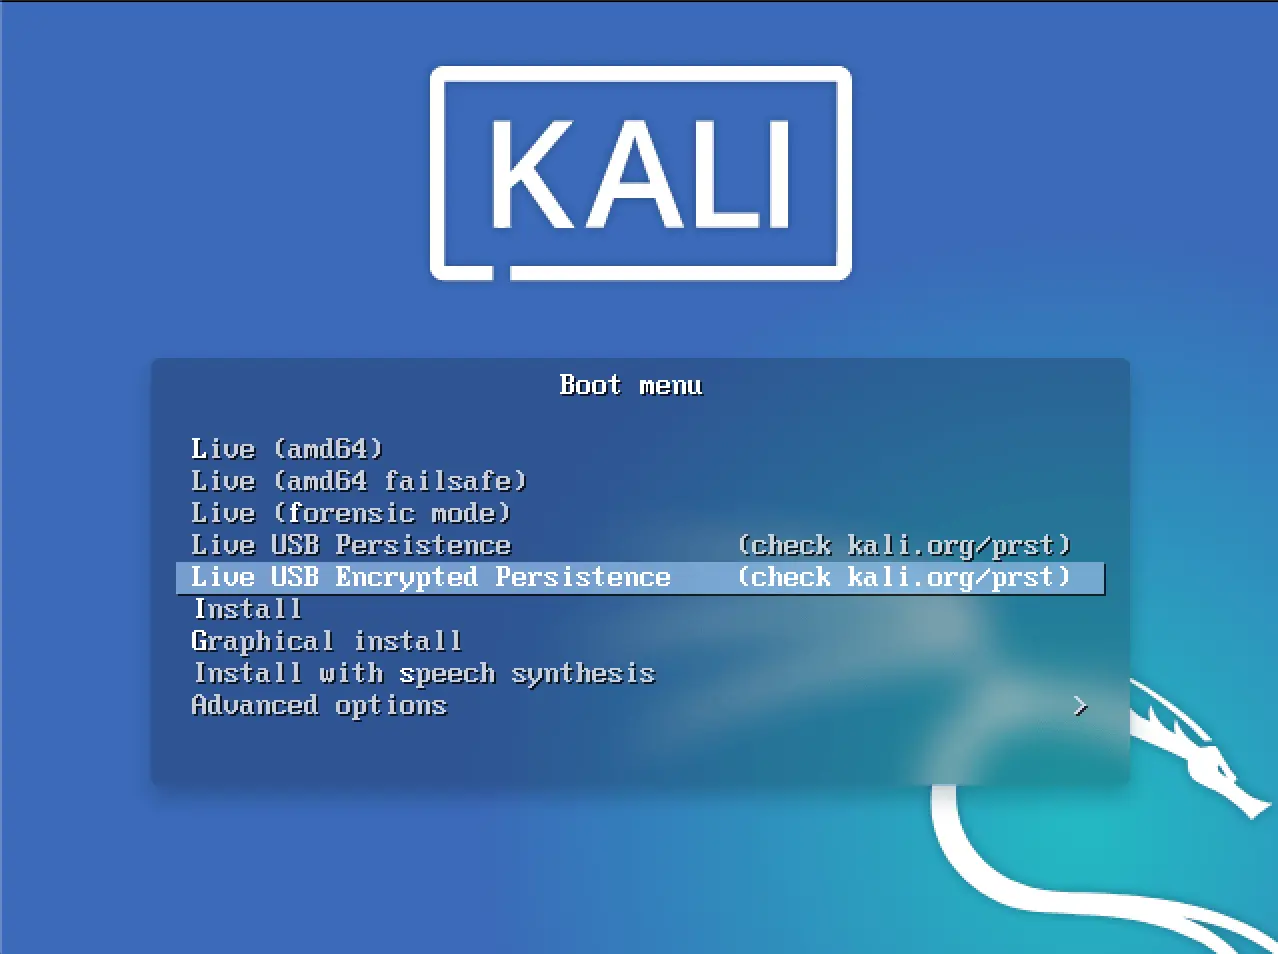 KALI
Boot menu
Live (amd64)
Live (amd64 failsafe)
Live (forensic mode)
Live USB Persistence (check kali.org/prst)
Live USB Encrypted Persistence (check kali.org/prst)
Install
Graphical install
Install with speech synthesis
Advanced options >